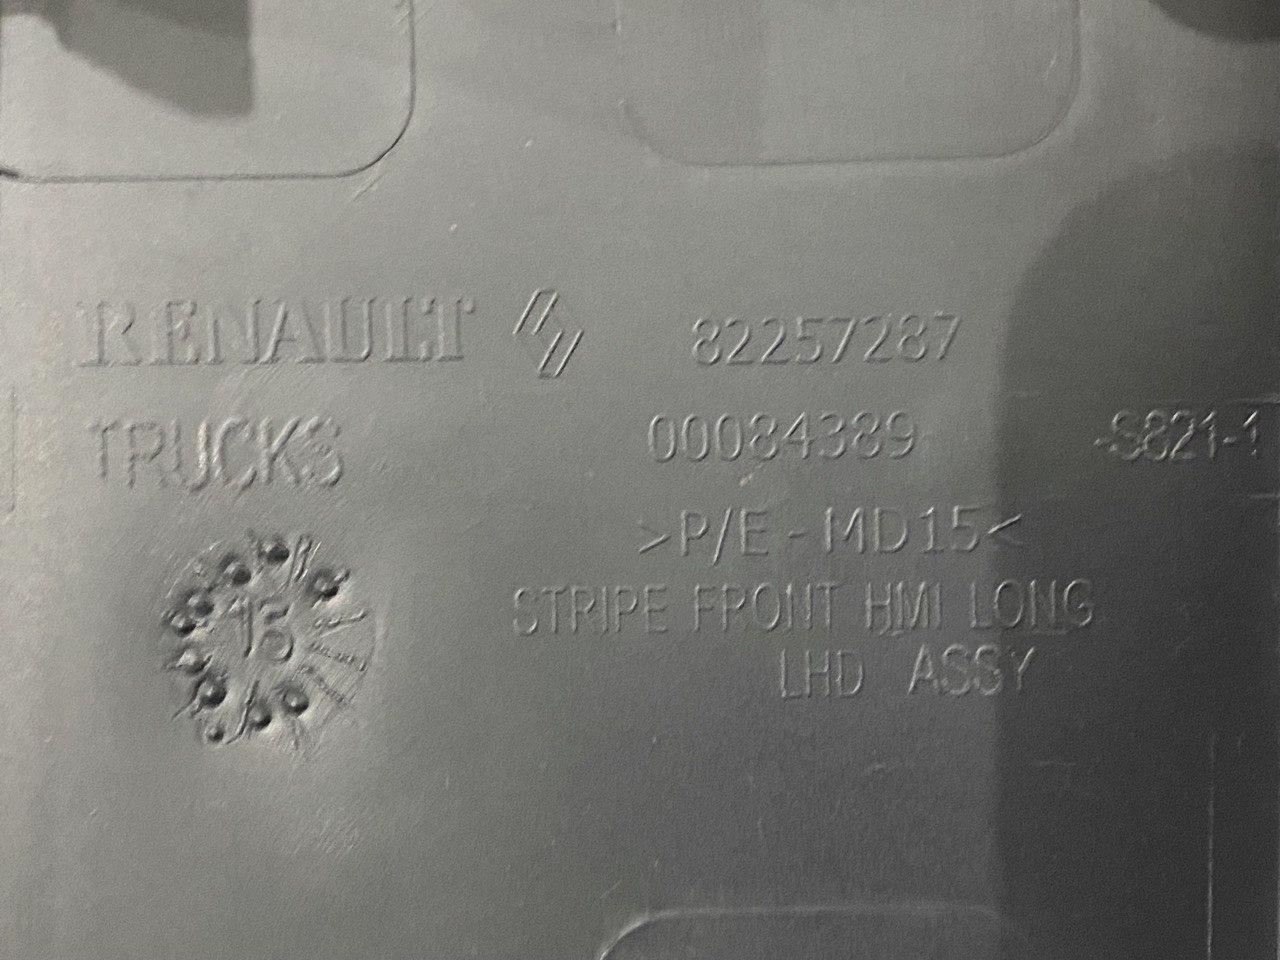 RENAULT 82257287
TRUCKS 00084389 -S821-1
>P/E-MD15<
STRIPE FRONT HMI LONG
LHD ASSY
15